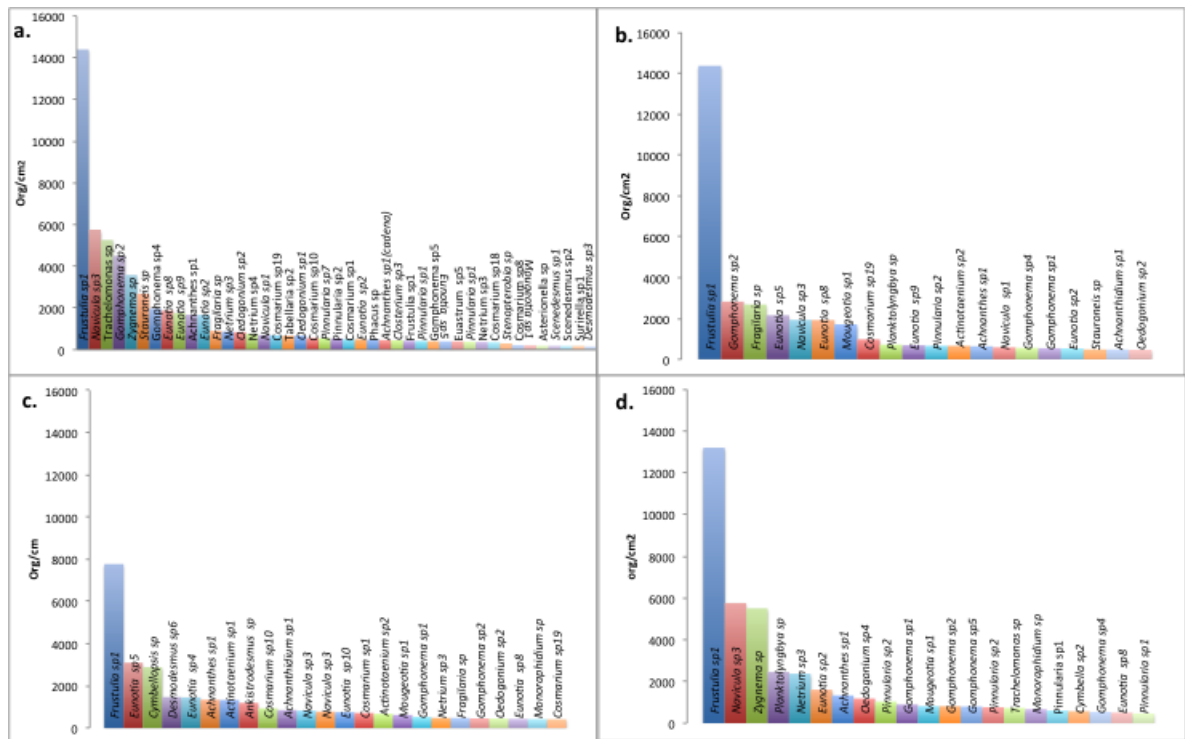 a.
16000
14000
12000
10000
8000
6000
4000
2000
0
Org/cm2
Frustulia sp1
Navicula sp3
Trachelomonas sp
Gomphonema sp2
Zygnema sp
Stauroneis sp
Gomphonema sp4
Eunotia sp8
Eunotia sp9
Achnanthes sp1
Eunotia sp2
Fragilaria sp
Netrium sp3
Oedogonium sp2
Netrium sp4
Navicula sp1
Cosmarium sp19
Tabellaria sp2
Oedogonium sp1
Cosmarium sp10
Pinnularia sp7
Pinnularia sp2
Cosmarium sp1
Eunotia sp2
Phacus sp
Achnanthes sp1(cadena)
Closterium sp3
Frustulia sp1
Pinnularia sp1
Gomphonema sp5
Eunotia sp5
Euastrum sp5
Pinnularia sp1
Netrium sp3
Cosmarium sp18
Stenopterobia sp
Cosmarium sp8
Mougeotia sp1
Asterionella sp
Scenedesmus sp1
Scenedesmus sp2
Surirella sp1
Desmodesmus sp3
b.
16000
14000
12000
10000
8000
6000
4000
2000
0
Org/cm2
Frustulia sp1
Gomphonema sp2
Fragilaria sp
Eunotia sp5
Navicula sp3
Eunotia sp8
Mougeotia sp1
Cosmarium sp19
Planktolyngbya sp
Eunotia sp9
Pinnularia sp2
Actinotaenium sp2
Achnanthes sp1
Navicula sp1
Gomphonema sp4
Gomphonema sp1
Eunotia sp2
Stauraneis sp
Achnanthidium sp1
Oedogonium sp2
c.
16000
14000
12000
10000
8000
6000
4000
2000
0
Org/cm
Frustulia sp1
Eunotia sp5
Cymbellopsis sp
Desmodesmus sp6
Eunotia sp4
Achnanthes sp1
Actinotaenium sp1
Ankistrodesmus sp
Cosmarium sp10
Achnanthidium sp1
Navicula sp3
Navicula sp3
Eunotia sp10
Cosmarium sp1
Actinotaenium sp2
Mougeotia sp1
Gomphonema sp1
Netrium sp3
Fragilaria sp
Gomphonema sp2
Oedogonium sp2
Eunotia sp8
Monoraphidium sp
Cosmarium sp19
d.
16000
14000
12000
10000
8000
6000
4000
2000
0
org/cm2
Frustulia sp1
Navicula sp3
Zygnema sp
Planktolyngbya sp
Netrium sp3
Eunotia sp2
Achnanthes sp1
Oedogonium sp4
Pinnularia sp2
Gomphonema sp1
Mougeotia sp1
Gomphonema sp2
Gomphonema sp5
Pinnularia sp2
Trachelomonas sp
Monoraphidium sp
Pinnularia sp1
Cymbella sp2
Gomphonema sp4
Eunotia sp8
Pinnularia sp1